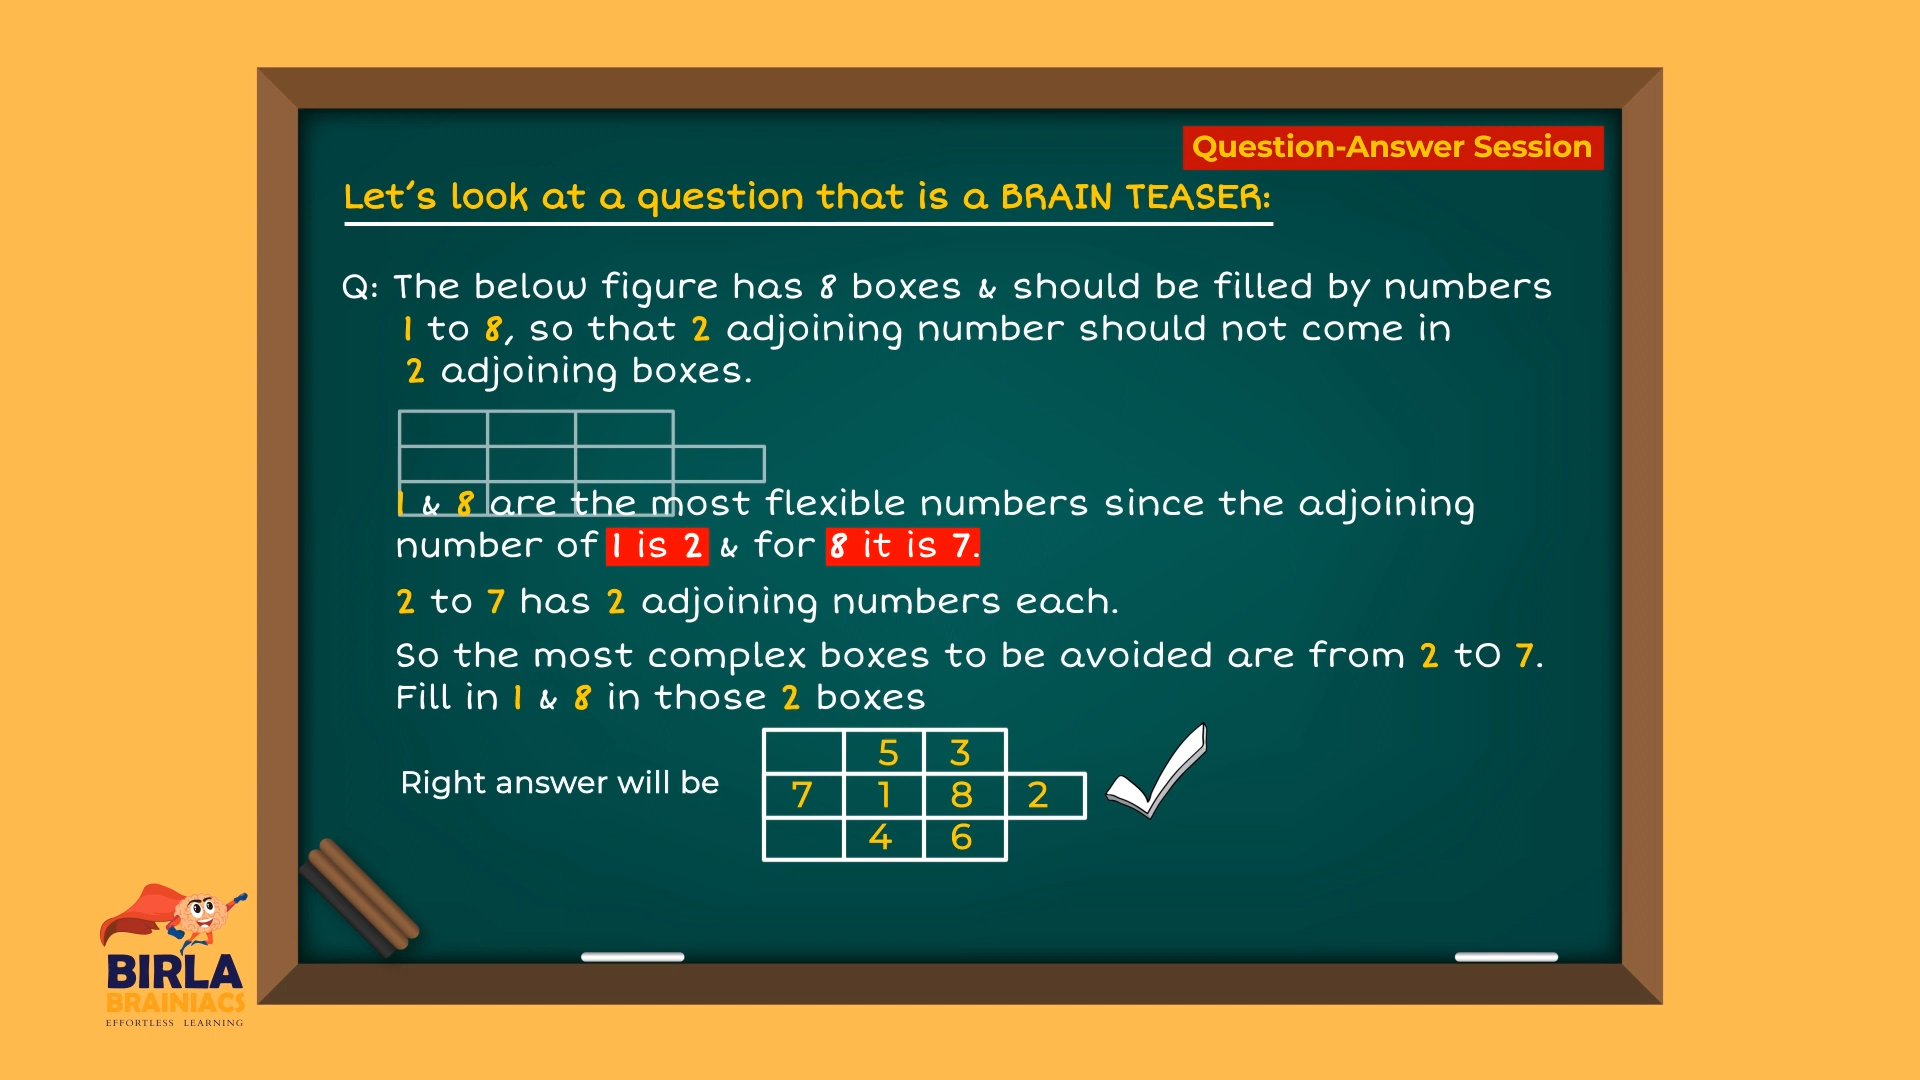 Question-Answer Session
Let's look at a question that is a BRAIN TEASER:
Q: The below figure has 8 boxes & should be filled by numbers
1 to 8, so that 2 adjoining number should not come in
2 adjoining boxes.
1 & 8 are the most flexible numbers since the adjoining
number of 1 is 2 & for 8 it is 7.
2 to 7 has 2 adjoining numbers each.
So the most complex boxes to be avoided are from 2 tO 7.
Fill in 1 & 8 in those 2 boxes
5 3
Right answer will be 7 1 8 2
4 6
BIRLA
BRAINIACS
EFFORTLESS LEARNING